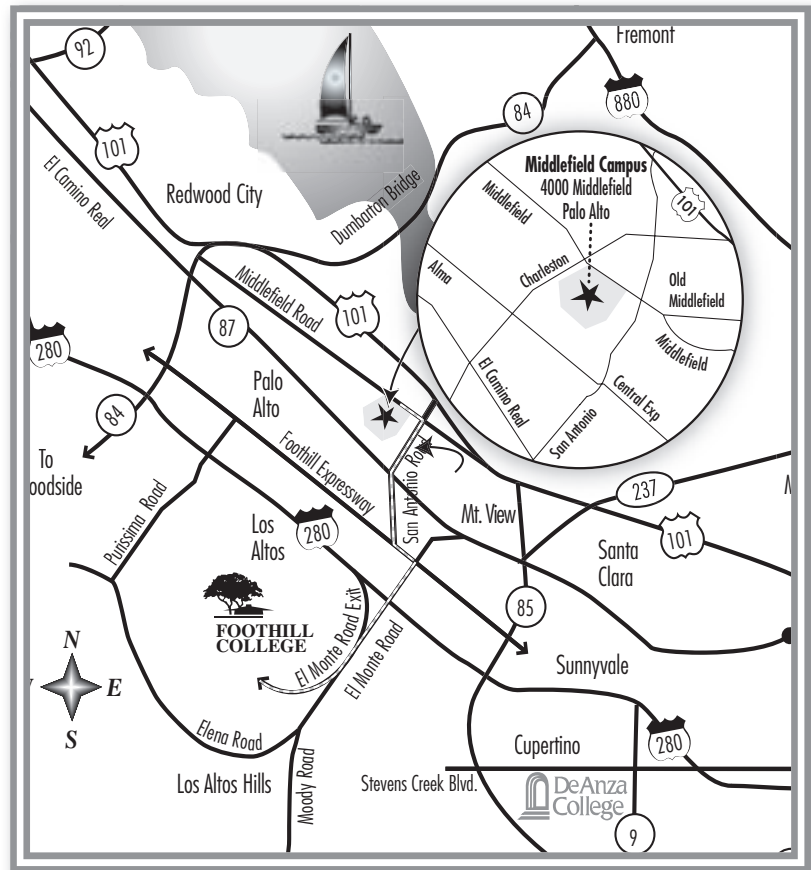 92
Fremont
880
84
101
El Camino Real
Redwood City
Dumbarton Bridge
Middlefield Campus
4000 Middlefield
Palo Alto
Middlefield
101
Charleston
Alma
Old
Middlefield
Middlefield
El Camino Real
San Antonio
Central Exp
Middlefield Road
101
87
280
Palo
Alto
84
To
oodside
Foothill Expressway
San Antonio Road
Purissima Road
237
Mt. View
101
Los
Altos
280
Santa
Clara
85
FOOTHILL
COLLEGE
El Monte Road Exit
El Monte Road
N
E
S
Sunnyvale
Elena Road
Cupertino
280
Los Altos Hills
Moody Road
Stevens Creek Blvd.
DeAnza
College
9